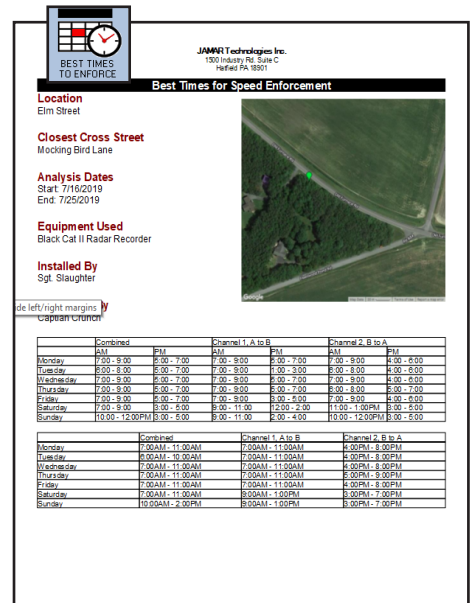 BEST TIMES
TO ENFORCE
JAMAR Technologies Inc.
1500 Industry Rd. Suite C
Hatfield PA 18901
Best Times for Speed Enforcement
Location
Elm Street
Closest Cross Street
Mocking Bird Lane
Analysis Dates
Start: 7/16/2019
End: 7/25/2019
Equipment Used
Black Cat II Radar Recorder
Installed By
Sgt. Slaughter
ide left/right margins y
Captian Crunch
Google
Combined Channel 1, A to B Channel 2, B to A
AM PM AM PM AM PM
Monday 7:00 - 9:00 5:00 - 7:00 7:00 - 9:00 5:00 - 7:00 7:00 - 9:00 4:00 - 6:00
Tuesday 6:00 - 8:00 5:00 - 7:00 7:00 - 9:00 1:00 - 3:00 6:00 - 8:00 4:00 - 6:00
Wednesday 7:00 - 9:00 5:00 - 7:00 7:00 - 9:00 5:00 - 7:00 7:00 - 9:00 4:00 - 6:00
Thursday 7:00 - 9:00 5:00 - 7:00 7:00 - 9:00 5:00 - 7:00 6:00 - 8:00 5:00 - 7:00
Friday 7:00 - 9:00 5:00 - 7:00 7:00 - 9:00 3:00 - 5:00 7:00 - 9:00 4:00 - 6:00
Saturday 7:00 - 9:00 3:00 - 5:00 9:00 - 11:00 12:00 - 2:00 11:00 - 1:00PM 3:00 - 5:00
Sunday 10:00 - 12:00PM 3:00 - 5:00 9:00 - 11:00 2:00 - 4:00 10:00 - 12:00PM 3:00 - 5:00
Combined Channel 1, A to B Channel 2, B to A
Monday 7:00AM - 11:00AM 7:00AM - 11:00AM 4:00PM - 8:00PM
Tuesday 6:00AM - 10:00AM 7:00AM - 11:00AM 4:00PM - 8:00PM
Wednesday 7:00AM - 11:00AM 7:00AM - 11:00AM 4:00PM - 8:00PM
Thursday 7:00AM - 11:00AM 7:00AM - 11:00AM 5:00PM - 9:00PM
Friday 7:00AM - 11:00AM 7:00AM - 11:00AM 4:00PM - 8:00PM
Saturday 7:00AM - 11:00AM 9:00AM - 1:00PM 3:00PM - 7:00PM
Sunday 10:00AM - 2:00PM 9:00AM - 1:00PM 3:00PM - 7:00PM